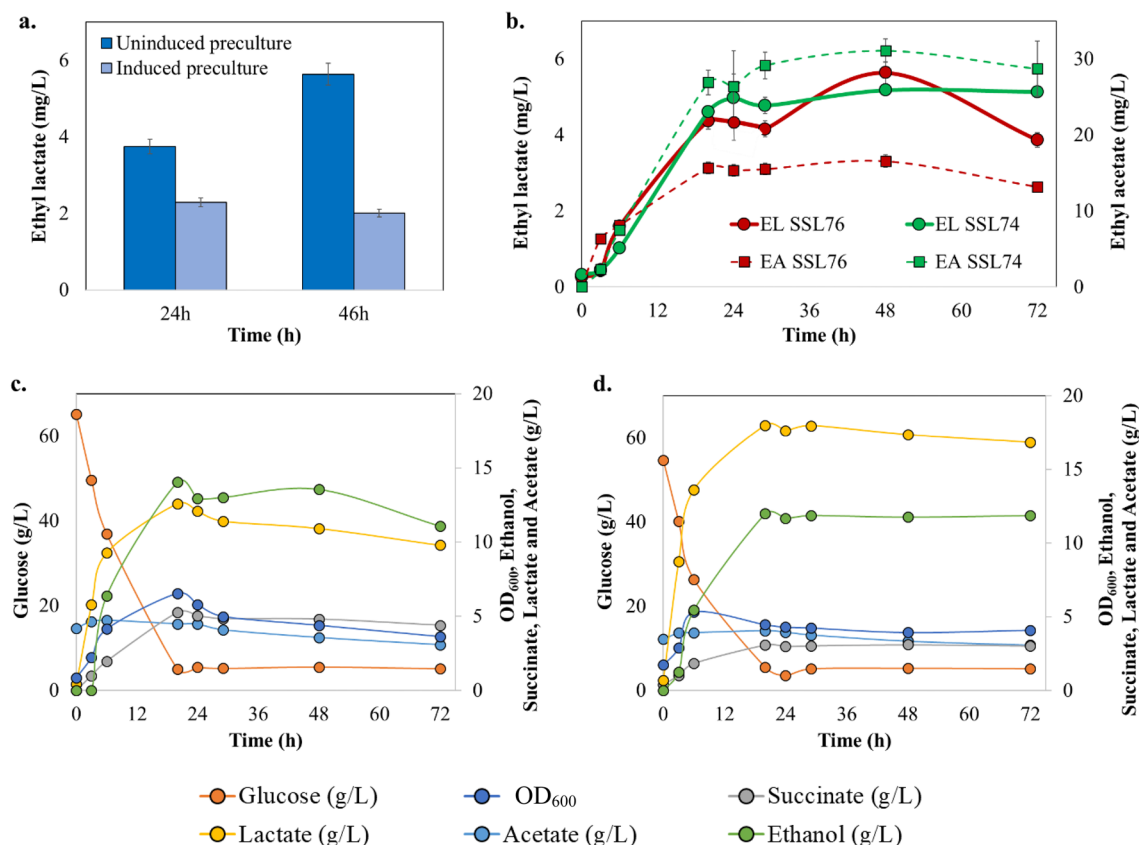 a.
Ethyl lactate (mg/L)
6
4
2
0
Uninduced preculture
Induced preculture
24h
46h
Time (h)
b.
Ethyl lactate (mg/L)
6
4
2
0
EL SSL76
EL SSL74
EA SSL76
EA SSL74
30
20
10
0
Ethyl acetate (mg/L)
0 12 24 36 48 60 72
Time (h)
c.
Glucose (g/L)
60
40
20
0
20
15
10
5
0
OD600, Ethanol,
Succinate, Lactate and Acetate (g/L)
0 12 24 36 48 60 72
Time (h)
d.
Glucose (g/L)
60
40
20
0
20
15
10
5
0
OD600, Ethanol,
Succinate, Lactate and Acetate (g/L)
0 12 24 36 48 60 72
Time (h)
Glucose (g/L)
OD600
Succinate (g/L)
Lactate (g/L)
Acetate (g/L)
Ethanol (g/L)